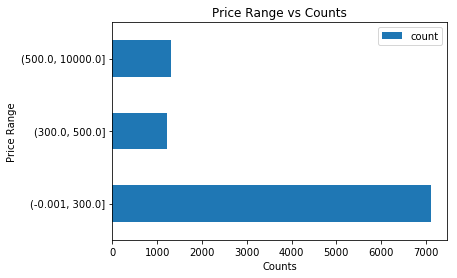 Price Range vs Counts
count
(500.0, 10000.0]
(300.0, 500.0]
(-0.001, 300.0]
Price Range
0 1000 2000 3000 4000 5000 6000 7000
Counts